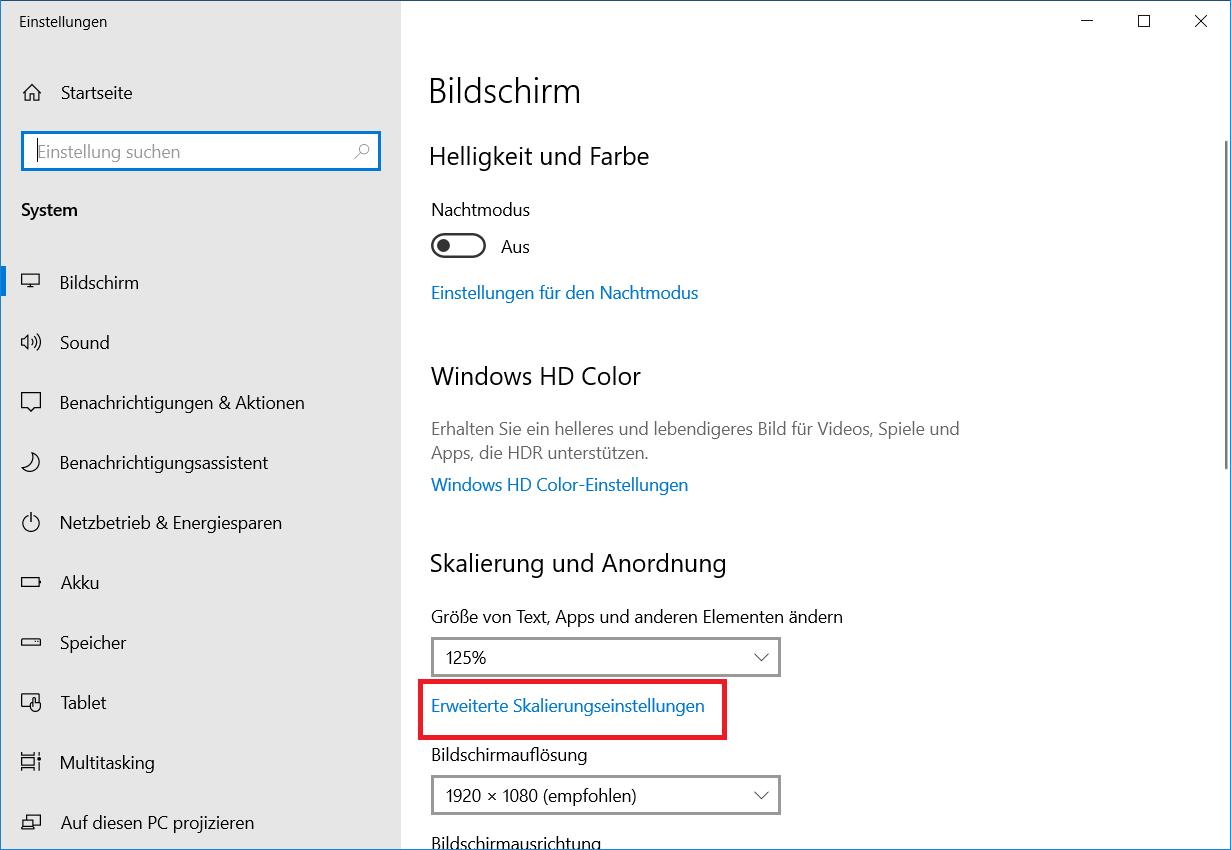 Einstellungen
Startseite
Einstellung suchen
System
Bildschirm
Sound
Benachrichtigungen & Aktionen
Benachrichtigungsassistent
Netzbetrieb & Energiesparen
Akku
Speicher
Tablet
Multitasking
Auf diesen PC projizieren
Bildschirm
Helligkeit und Farbe
Nachtmodus
Aus
Einstellungen für den Nachtmodus
Windows HD Color
Erhalten Sie ein helleres und lebendigeres Bild für Videos, Spiele und
Apps, die HDR unterstützen.
Windows HD Color-Einstellungen
Skalierung und Anordnung
Größe von Text, Apps und anderen Elementen ändern
125%
Erweiterte Skalierungseinstellungen
Bildschirmauflösung
1920 × 1080 (empfohlen)
Bildschirmausrichtung